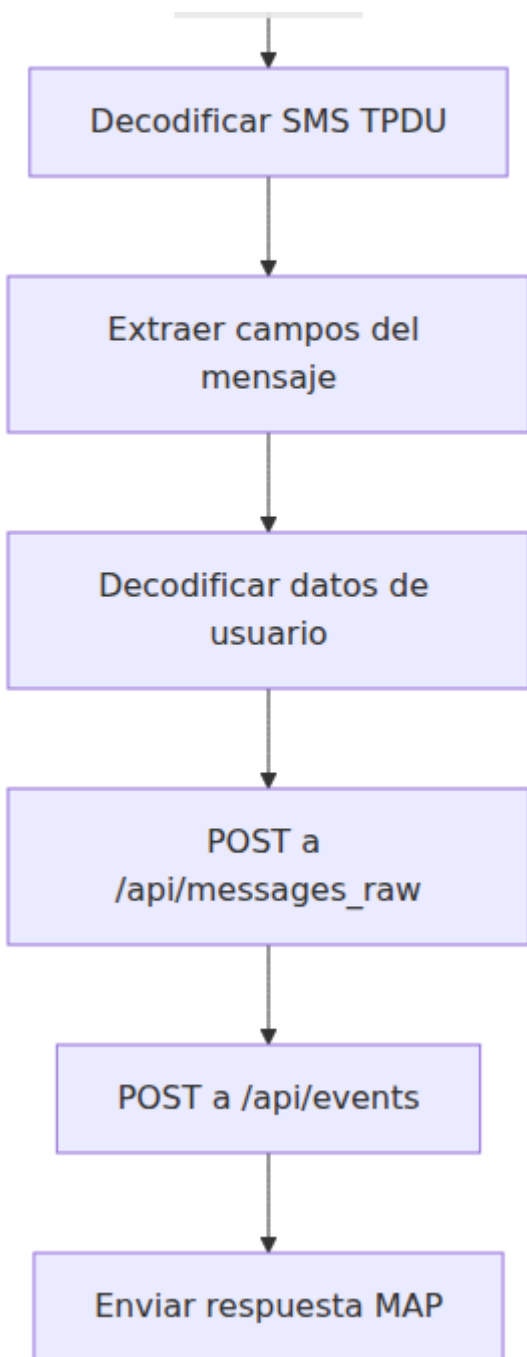 Decodificar SMS TPDU
Extraer campos del
mensaje
Decodificar datos de
usuario
POST a
/api/messages_raw
POST a /api/events
Enviar respuesta MAP